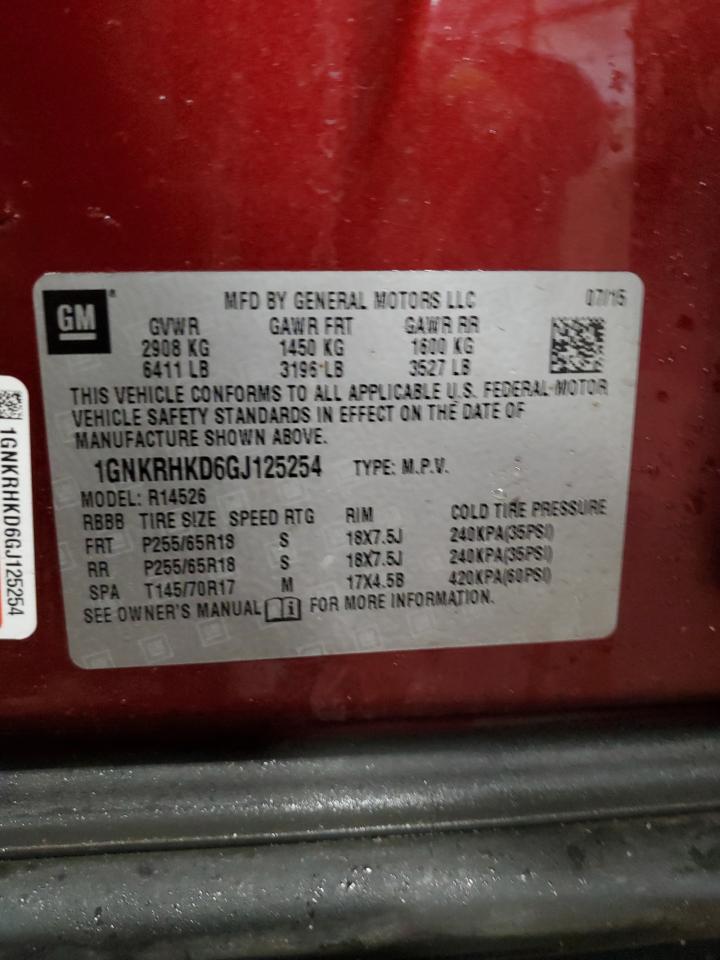 GM®
MFD BY GENERAL MOTORS LLC 07/15
GVWR GAWR FRT GAWR RR
2908 KG 1450 KG 1600 KG
6411 LB 3196 LB 3527 LB
THIS VEHICLE CONFORMS TO ALL APPLICABLE U.S. FEDERAL MOTOR
VEHICLE SAFETY STANDARDS IN EFFECT ON THE DATE OF
MANUFACTURE SHOWN ABOVE.
1GNKRHKD6GJ125254 TYPE: M.P.V.
MODEL: R14526
RBBB TIRE SIZE SPEED RTG RIM COLD TIRE PRESSURE
FRT P255/65R18 S 18X7.5J 240KPA(35PSI)
RR P255/65R18 S 18X7.5J 240KPA(35PSI)
SPA T145/70R17 M 17X4.5B 420KPA(60PSI)
SEE OWNER'S MANUAL FOR MORE INFORMATION.
1GNKRHKD6GJ125254